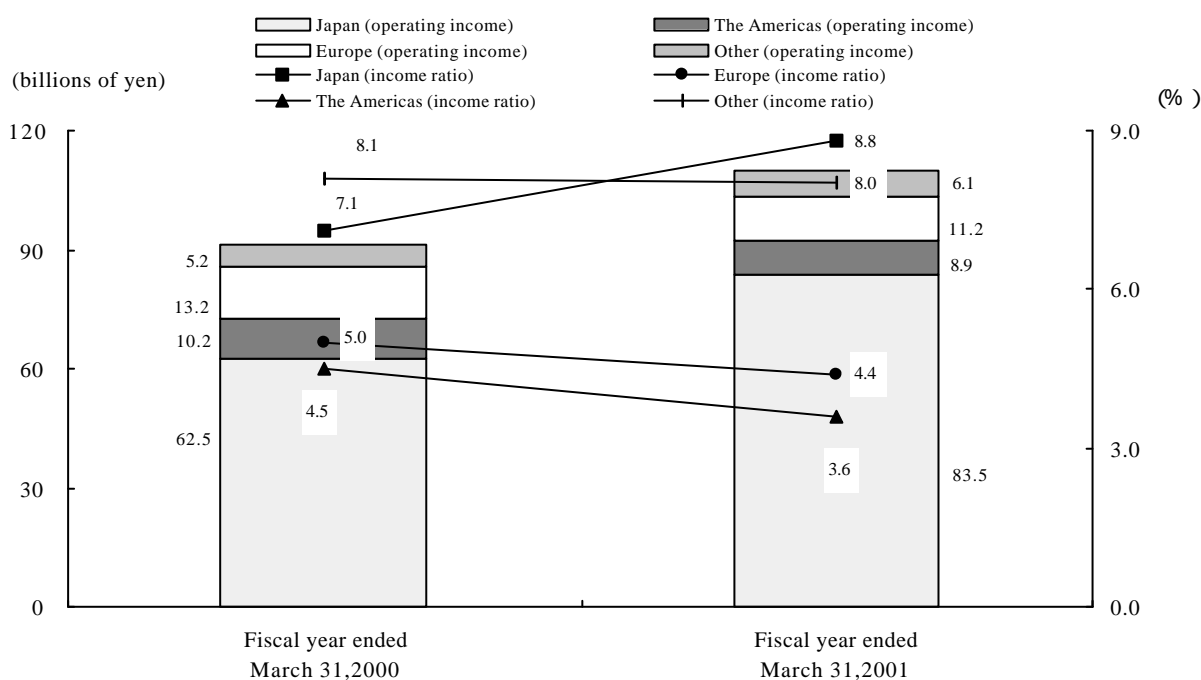 Japan (operating income)
The Americas (operating income)
Europe (operating income)
Other (operating income)
Japan (income ratio)
Europe (income ratio)
The Americas (income ratio)
Other (income ratio)
(billions of yen)
(% )
120
90
60
30
0
9.0
6.0
3.0
0.0
8.1
7.1
5.2
13.2
10.2
5.0
4.5
62.5
8.8
8.0
6.1
11.2
8.9
4.4
3.6
83.5
Fiscal year ended
March 31,2000
Fiscal year ended
March 31,2001